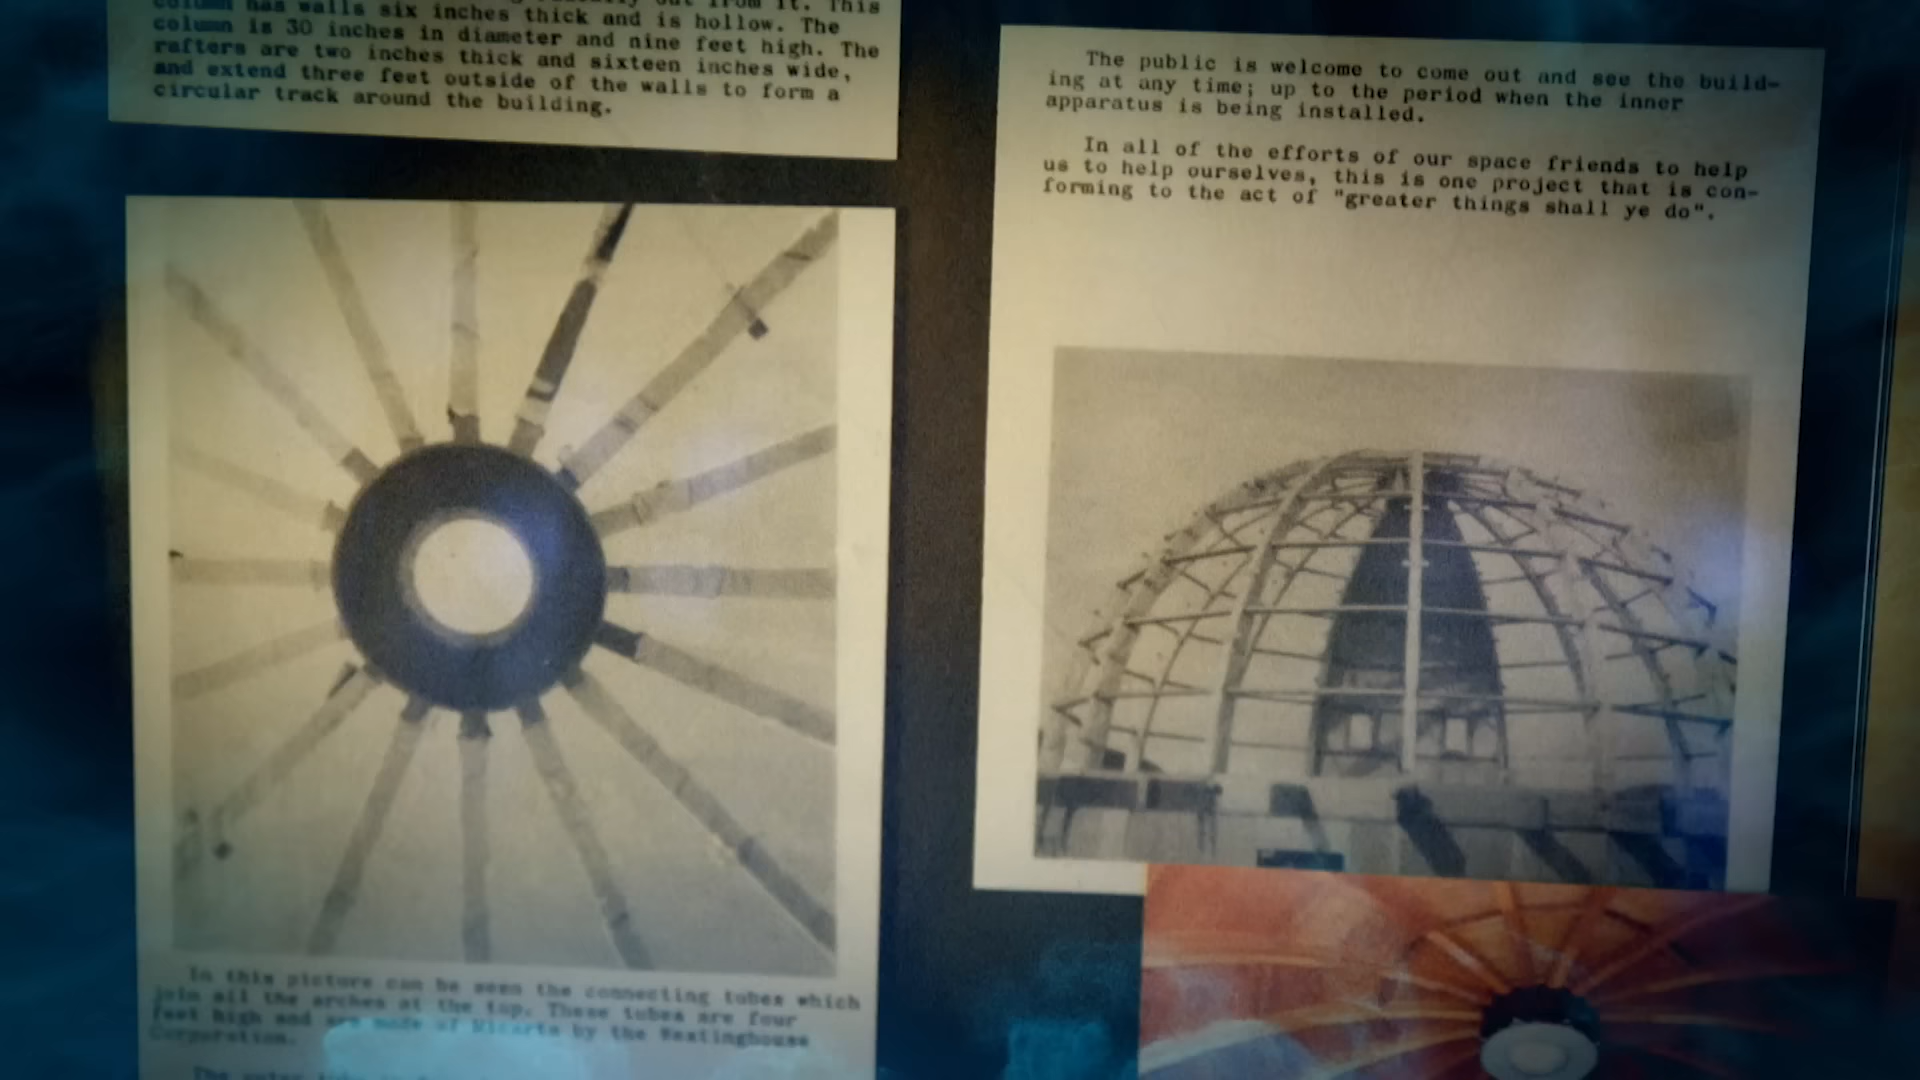 column has walls six inches thick and is hollow. The
column is 30 inches in diameter and nine feet high. The
rafters are two inches thick and sixteen inches wide,
and extend three feet outside of the walls to form a
circular track around the building.
In this picture can be seen the connecting tubes which
join all the arches at the top. These tubes are four
feet high and are made of Micarta by the Westinghouse
Corporation.
The public is welcome to come out and see the build-
ing at any time; up to the period when the inner
apparatus is being installed.
In all of the efforts of our space friends to help
us to help ourselves, this is one project that is con-
forming to the act of "greater things shall ye do".